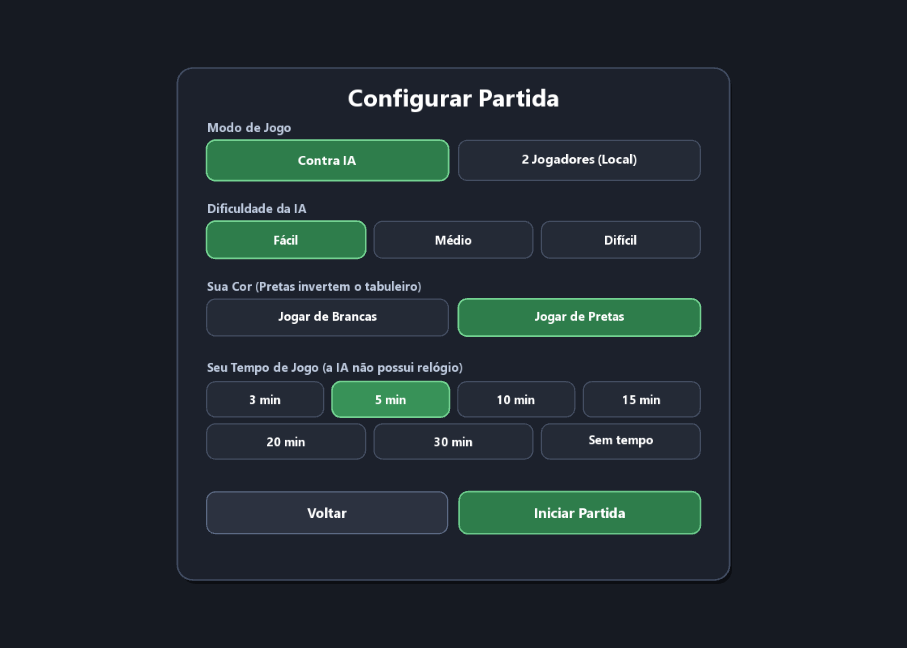 Configurar Partida
Modo de Jogo
Contra IA
2 Jogadores (Local)
Dificuldade da IA
Fácil
Médio
Difícil
Sua Cor (Pretas invertem o tabuleiro)
Jogar de Brancas
Jogar de Pretas
Seu Tempo de Jogo (a IA não possui relógio)
3 min
5 min
10 min
15 min
20 min
30 min
Sem tempo
Voltar
Iniciar Partida